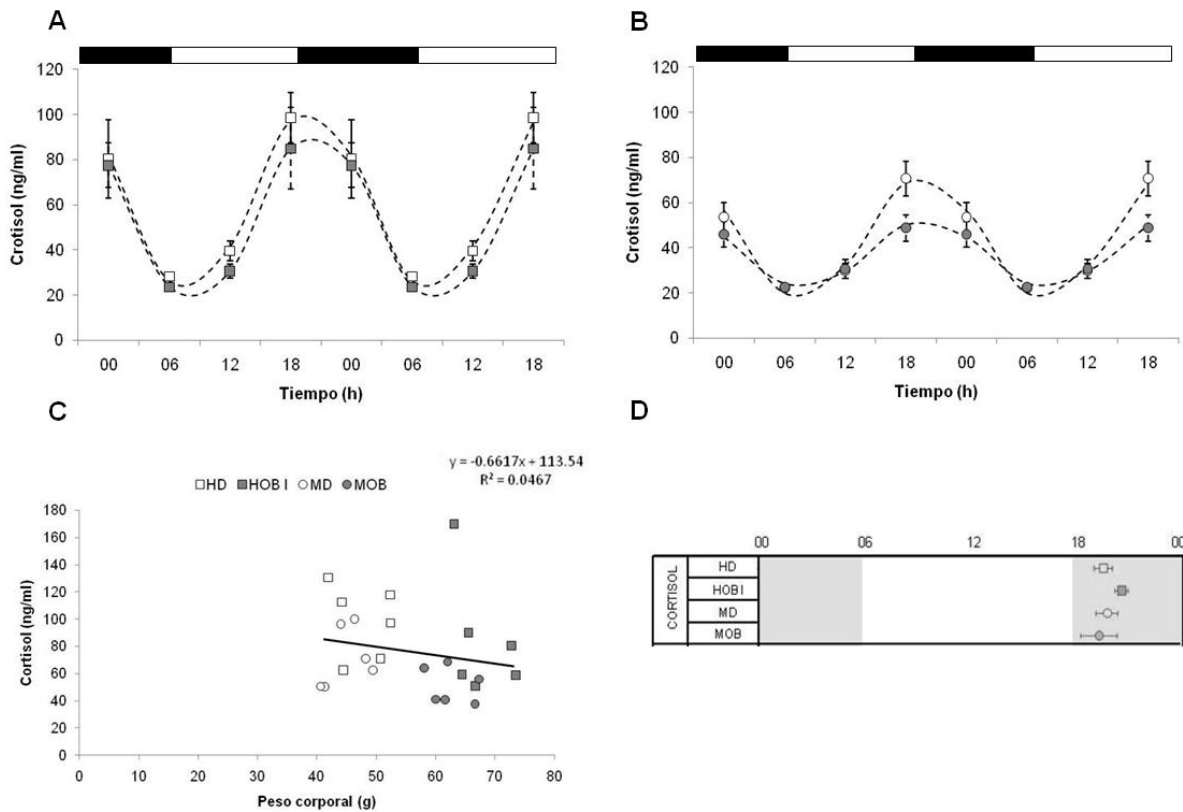 A
B
120
100
80
60
40
20
0
Crotisol (ng/ml)
00 06 12 18 00 06 12 18
Tiempo (h)
120
100
80
60
40
20
0
Crotisol (ng/ml)
00 06 12 18 00 06 12 18
Tiempo (h)
C
D
y = -0.6617x + 113.54
R² = 0.0467
HD HOB I MD MOB
180
160
140
120
100
80
60
40
20
0
Cortisol (ng/ml)
0 10 20 30 40 50 60 70 80
Peso corporal (g)
00 06 12 18 00
CORTISOL
HD
HOB I
MD
MOB